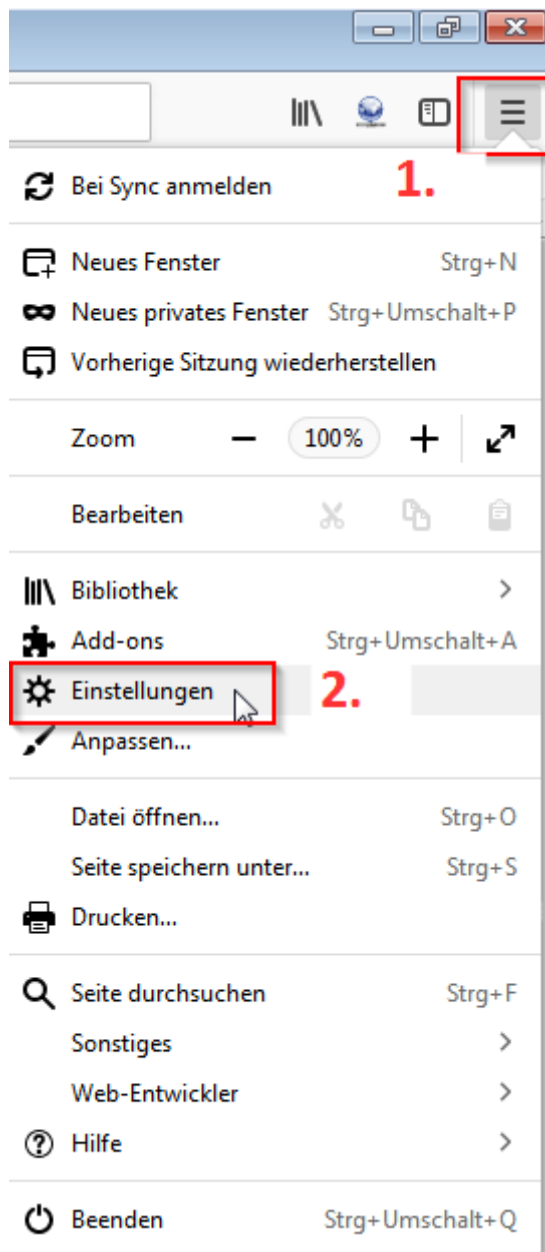 1.
Bei Sync anmelden
Neues Fenster Strg+N
Neues privates Fenster Strg+Umschalt+P
Vorherige Sitzung wiederherstellen
Zoom 100%
Bearbeiten
Bibliothek
Add-ons Strg+Umschalt+A
Einstellungen 2.
Anpassen...
Datei öffnen... Strg+O
Seite speichern unter... Strg+S
Drucken...
Seite durchsuchen Strg+F
Sonstiges
Web-Entwickler
Hilfe
Beenden Strg+Umschalt+Q